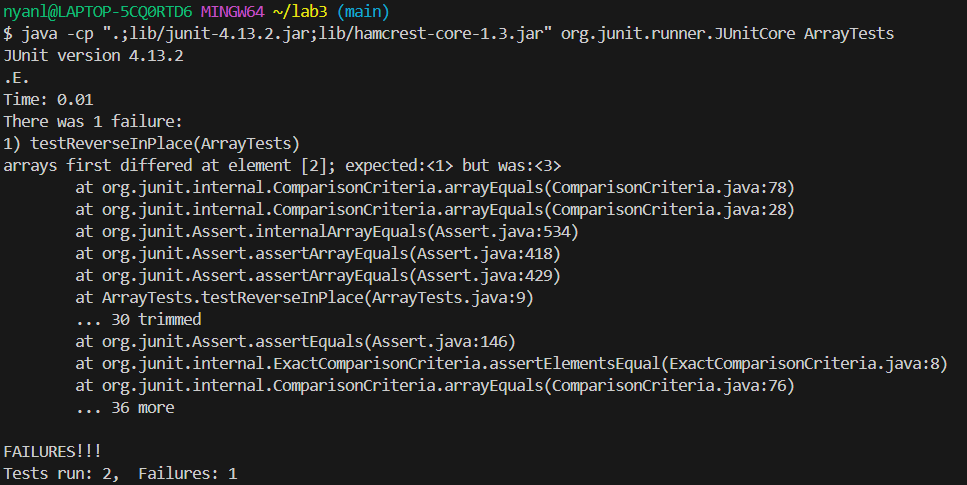 nyanl@LAPTOP-5CQ0RTD6 MINGW64 ~/lab3 (main)
$ java -cp ".;lib/junit-4.13.2.jar;lib/hamcrest-core-1.3.jar" org.junit.runner.JUnitCore ArrayTests
JUnit version 4.13.2
.E.
Time: 0.01
There was 1 failure:
1) testReverseInPlace(ArrayTests)
arrays first differed at element [2]; expected:<1> but was:<3>
        at org.junit.internal.ComparisonCriteria.arrayEquals(ComparisonCriteria.java:78)
        at org.junit.internal.ComparisonCriteria.arrayEquals(ComparisonCriteria.java:28)
        at org.junit.Assert.internalArrayEquals(Assert.java:534)
        at org.junit.Assert.assertArrayEquals(Assert.java:418)
        at org.junit.Assert.assertArrayEquals(Assert.java:429)
        at ArrayTests.testReverseInPlace(ArrayTests.java:9)
        ... 30 trimmed
        at org.junit.Assert.assertEquals(Assert.java:146)
        at org.junit.internal.ExactComparisonCriteria.assertElementsEqual(ExactComparisonCriteria.java:8)
        at org.junit.internal.ComparisonCriteria.arrayEquals(ComparisonCriteria.java:76)
        ... 36 more

FAILURES!!!
Tests run: 2,  Failures: 1